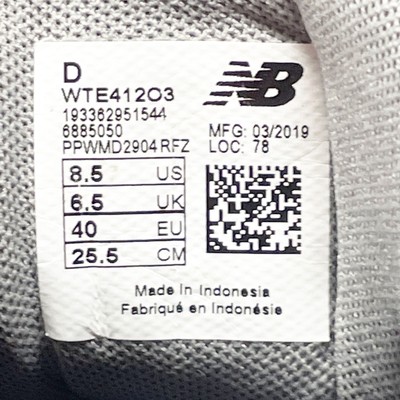 D
WTE412O3
193362951544
6885050
PPWMD2904 RFZ
NB
MFG: 03/2019
LOC: 78
8.5 US
6.5 UK
40 EU
25.5 CM
Made In Indonesia
Fabriqué en Indonésie